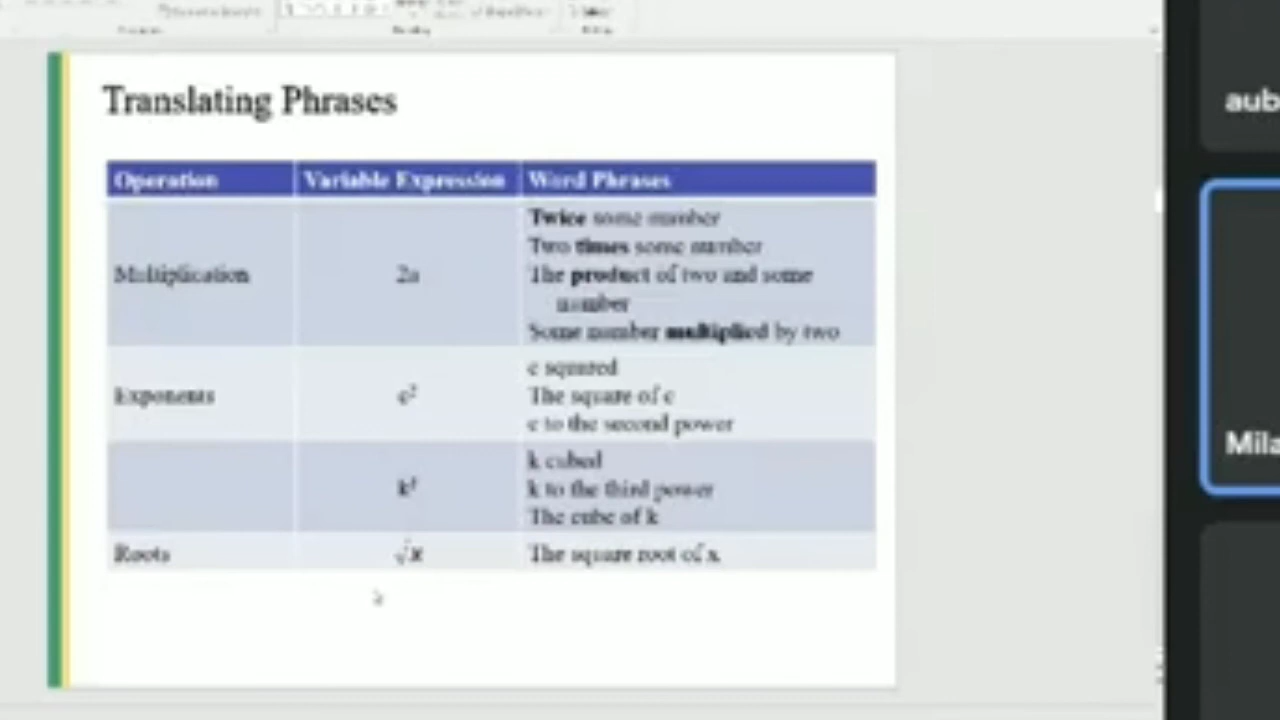 Translating Phrases
Operation
Variable Expression
Word Phrases
Multiplication
2a
Twice some number
Two times some number
The product of two and some
number
Some number multiplied by two
Exponents
c²
c squared
The square of c
c to the second power
k³
k cubed
k to the third power
The cube of k
Roots
√x
The square root of x
aub
Mila